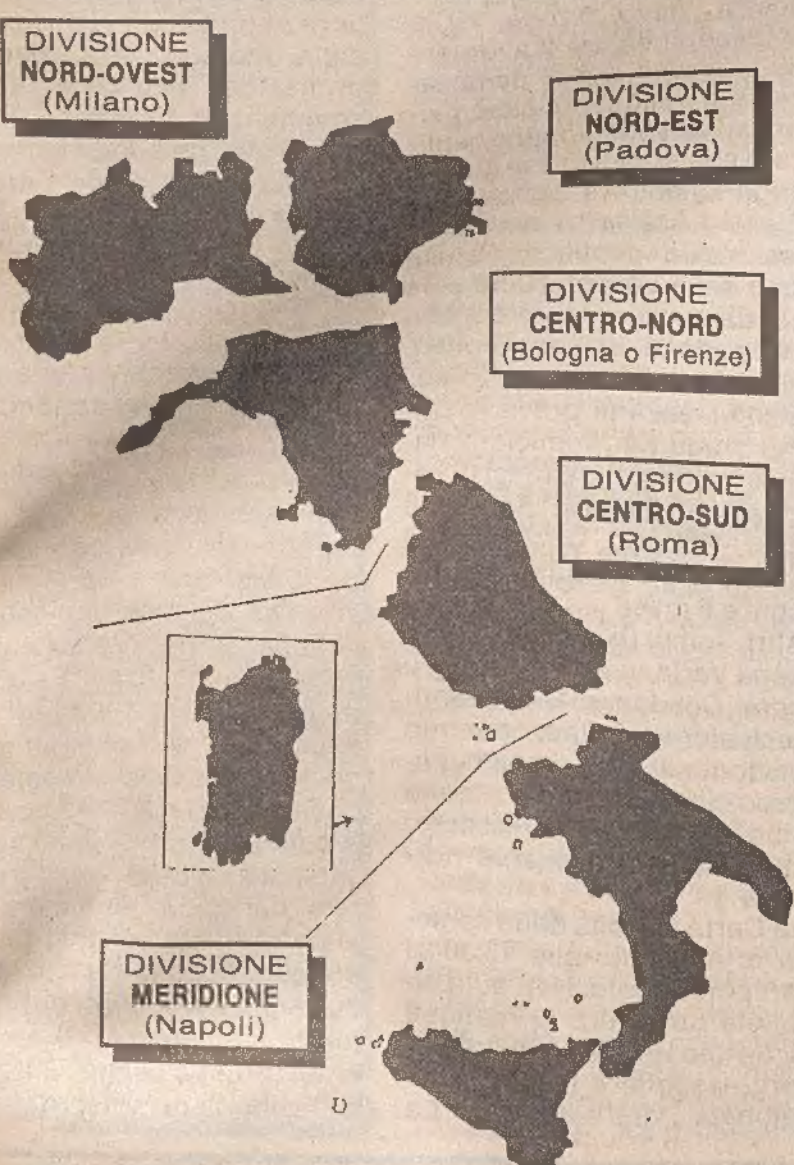 DIVISIONE
NORD-OVEST
(Milano)
DIVISIONE
NORD-EST
(Padova)
DIVISIONE
CENTRO-NORD
(Bologna o Firenze)
DIVISIONE
CENTRO-SUD
(Roma)
DIVISIONE
MERIDIONE
(Napoli)